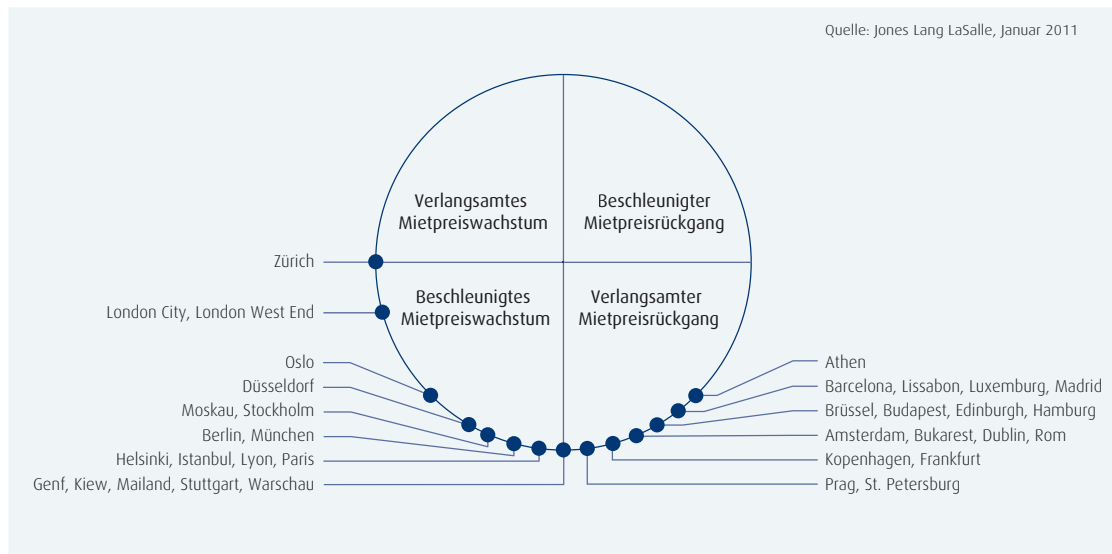 Quelle: Jones Lang LaSalle, Januar 2011
Verlangsamtes
Mietpreiswachstum
Beschleunigter
Mietpreisrückgang
Beschleunigtes
Mietpreiswachstum
Verlangsamter
Mietpreisrückgang
Zürich
London City, London West End
Oslo
Düsseldorf
Moskau, Stockholm
Berlin, München
Helsinki, Istanbul, Lyon, Paris
Genf, Kiew, Mailand, Stuttgart, Warschau
Athen
Barcelona, Lissabon, Luxemburg, Madrid
Brüssel, Budapest, Edinburgh, Hamburg
Amsterdam, Bukarest, Dublin, Rom
Kopenhagen, Frankfurt
Prag, St. Petersburg